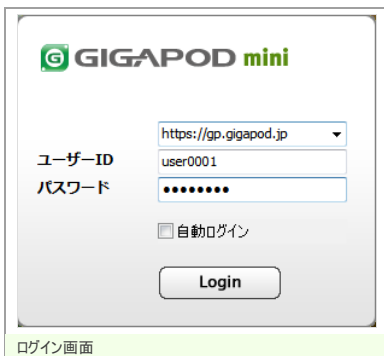 G GIGAPOD mini
https://gp.gigapod.jp
ユーザーID user0001
パスワード ●●●●●●●●
自動ログイン
Login
ログイン画面